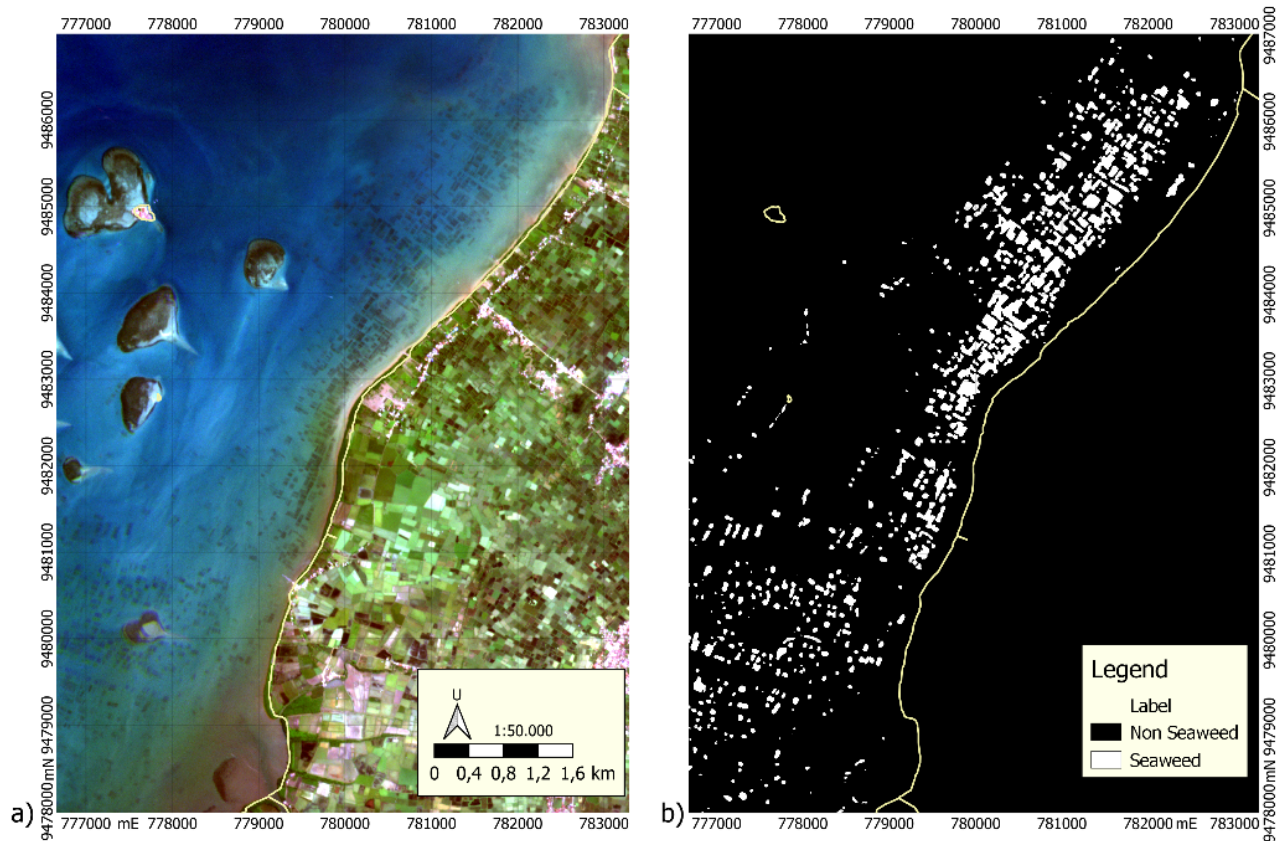 777000 778000 779000 780000 781000 782000 783000
9486000
9485000
9484000
9483000
9482000
9481000
9480000
9479000
9478000mN
U
1:50.000
0 0,4 0,8 1,2 1,6 km
a)
777000 mE 778000 779000 780000 781000 782000 783000
777000 778000 779000 780000 781000 782000 783000
9487000
9486000
9485000
9484000
9483000
9482000
9481000
9480000
9479000
9478000mN
Legend
Label
Non Seaweed
Seaweed
b)
777000 778000 779000 780000 781000 782000 mE 783000